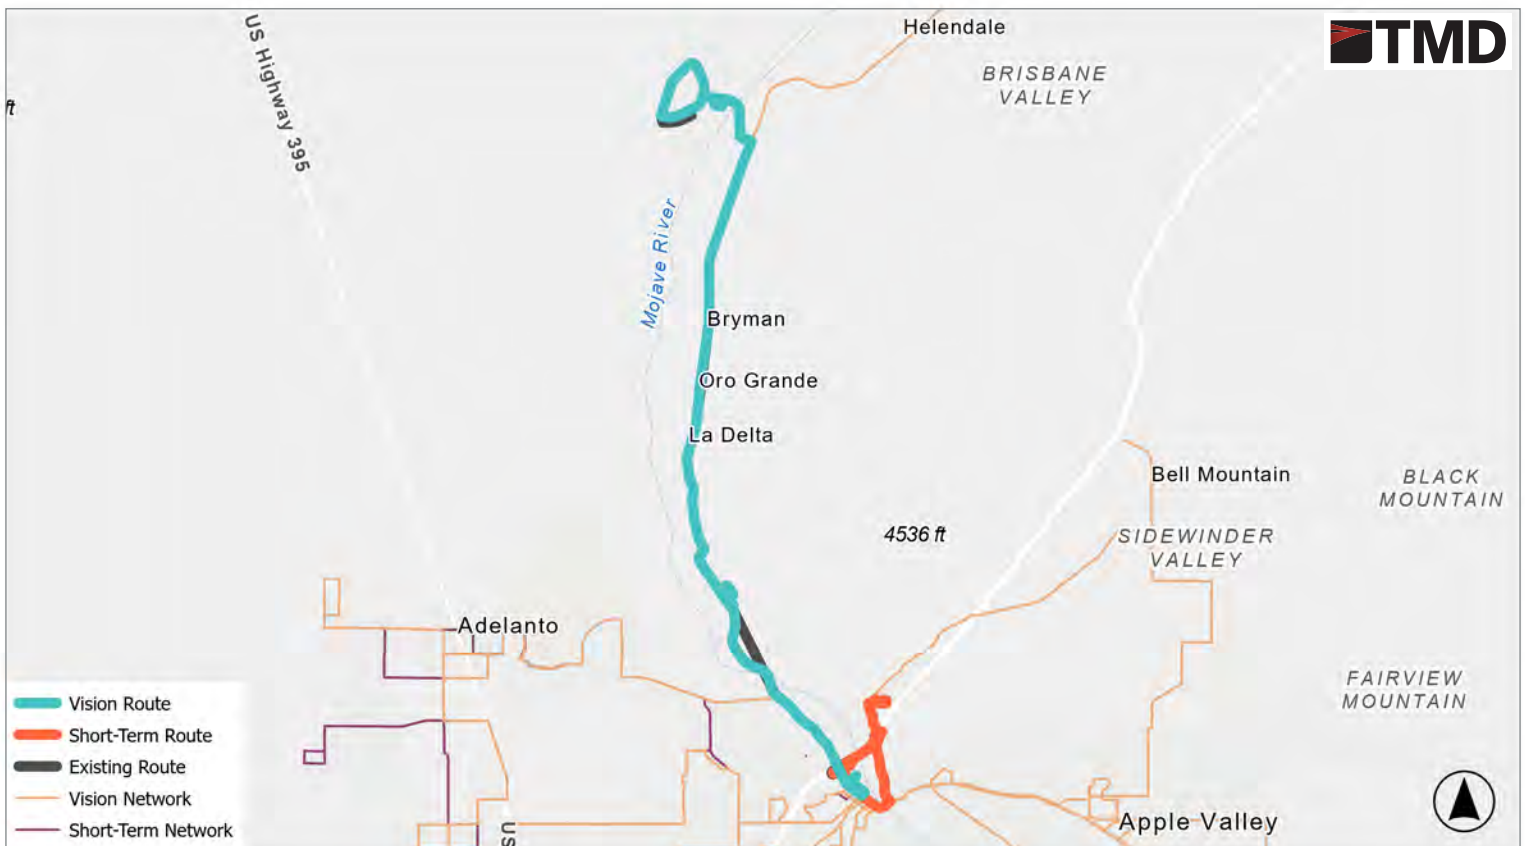 US Highway 395
Helendale
TMD
BRISBANE
VALLEY
ft
Mojave River
Bryman
Oro Grande
La Delta
Bell Mountain
BLACK
MOUNTAIN
4536 ft
SIDEWINDER
VALLEY
Adelanto
FAIRVIEW
MOUNTAIN
Vision Route
Short-Term Route
Existing Route
Vision Network
Short-Term Network
US
Apple Valley